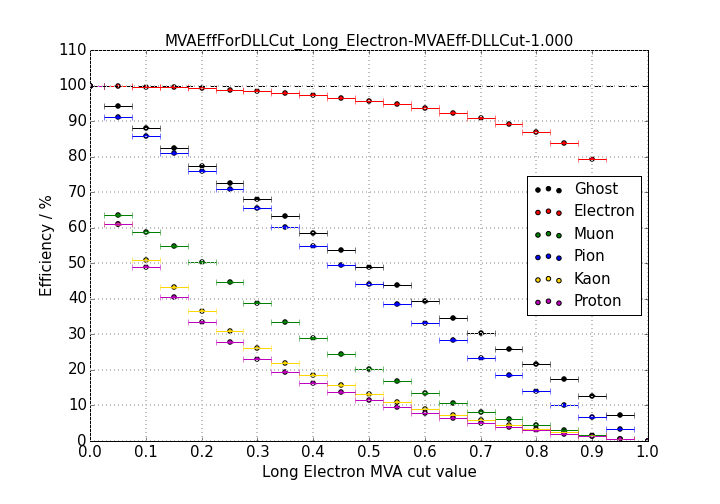 MVAEffForDLLCut_Long_Electron-MVAEff-DLLCut-1.000
110
100
90
80
70
60
50
40
30
20
10
0
Efficiency / %
Ghost
Electron
Muon
Pion
Kaon
Proton
0.0 0.1 0.2 0.3 0.4 0.5 0.6 0.7 0.8 0.9 1.0
Long Electron MVA cut value